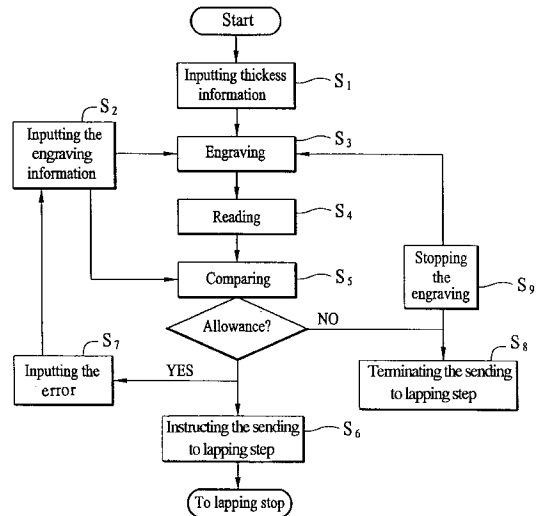 Start
Inputting thickess
information
S1
S2
Inputting the
engraving
information
Engraving
S3
Reading
S4
Comparing
S5
Stopping
the
engraving
S9
Allowance?
NO
S7
Inputting the
error
YES
S8
Terminating the sending
to lapping step
Instructing the sending
to lapping step
S6
To lapping stop